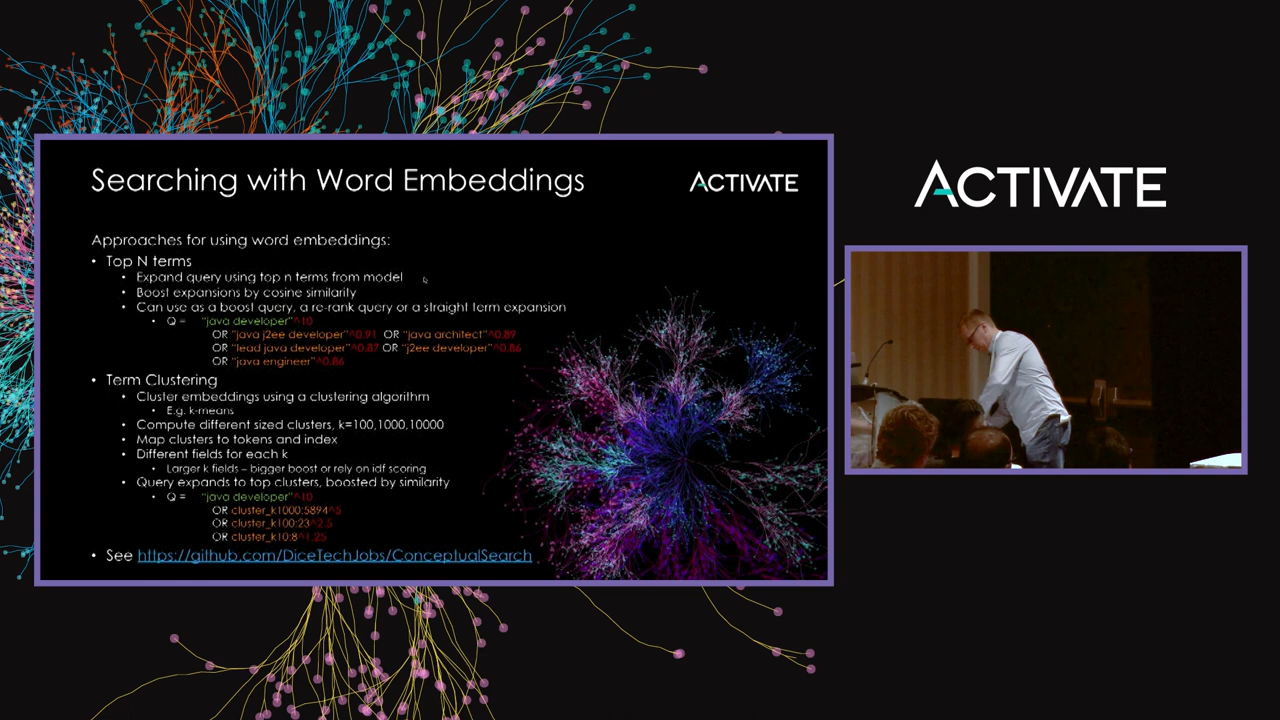 Searching with Word Embeddings
ACTIVATE
Approaches for using word embeddings:
• Top N terms
• Expand query using top n terms from model
• Boost expansions by cosine similarity
• Can use as a boost query, a re-rank query or a straight term expansion
• Q = "java developer"^10
OR "java j2ee developer"^0.91 OR "java architect"^0.89
OR "lead java developer"^0.87 OR "j2ee developer"^0.86
OR "java engineer"^0.86
• Term Clustering
• Cluster embeddings using a clustering algorithm
• E.g. k-means
• Compute different sized clusters, k=100,1000,10000
• Map clusters to tokens and index
• Different fields for each k
• Larger k fields – bigger boost or rely on idf scoring
• Query expands to top clusters, boosted by similarity
• Q = "java developer"^10
OR cluster_k1000:5894^5
OR cluster_k100:23^2.5
OR cluster_k10:8^1.25
• See https://github.com/DiceTechJobs/ConceptualSearch
ACTIVATE